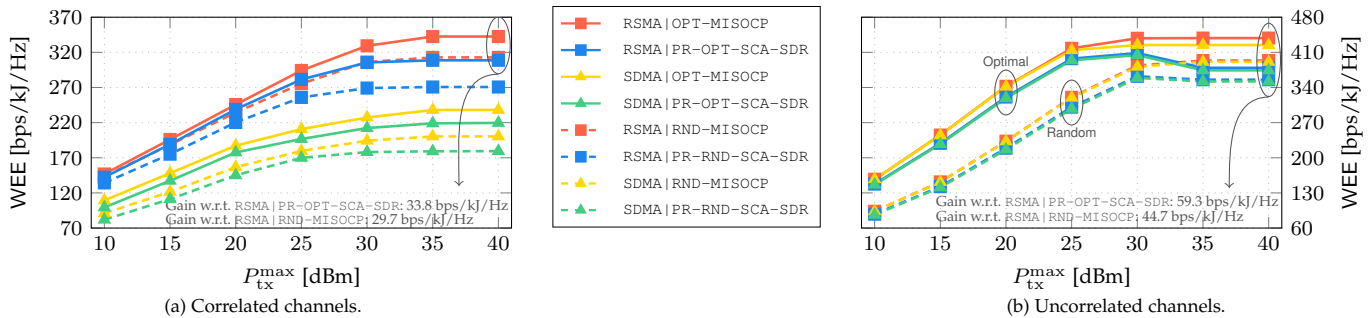 WEE [bps/kJ/Hz]
370
320
270
220
170
120
70
10 15 20 25 30 35 40
Gain w.r.t. RSMA|PR-OPT-SCA-SDR: 33.8 bps/kJ/Hz
Gain w.r.t. RSMA|RND-MISOCP: 29.7 bps/kJ/Hz
P_tx^max [dBm]
(a) Correlated channels.
RSMA|OPT-MISOCP
RSMA|PR-OPT-SCA-SDR
SDMA|OPT-MISOCP
SDMA|PR-OPT-SCA-SDR
RSMA|RND-MISOCP
RSMA|PR-RND-SCA-SDR
SDMA|RND-MISOCP
SDMA|PR-RND-SCA-SDR
Optimal
Random
Gain w.r.t. RSMA|PR-OPT-SCA-SDR: 59.3 bps/kJ/Hz
Gain w.r.t. RSMA|RND-MISOCP: 44.7 bps/kJ/Hz
480
410
340
270
200
130
60
WEE [bps/kJ/Hz]
10 15 20 25 30 35 40
P_tx^max [dBm]
(b) Uncorrelated channels.